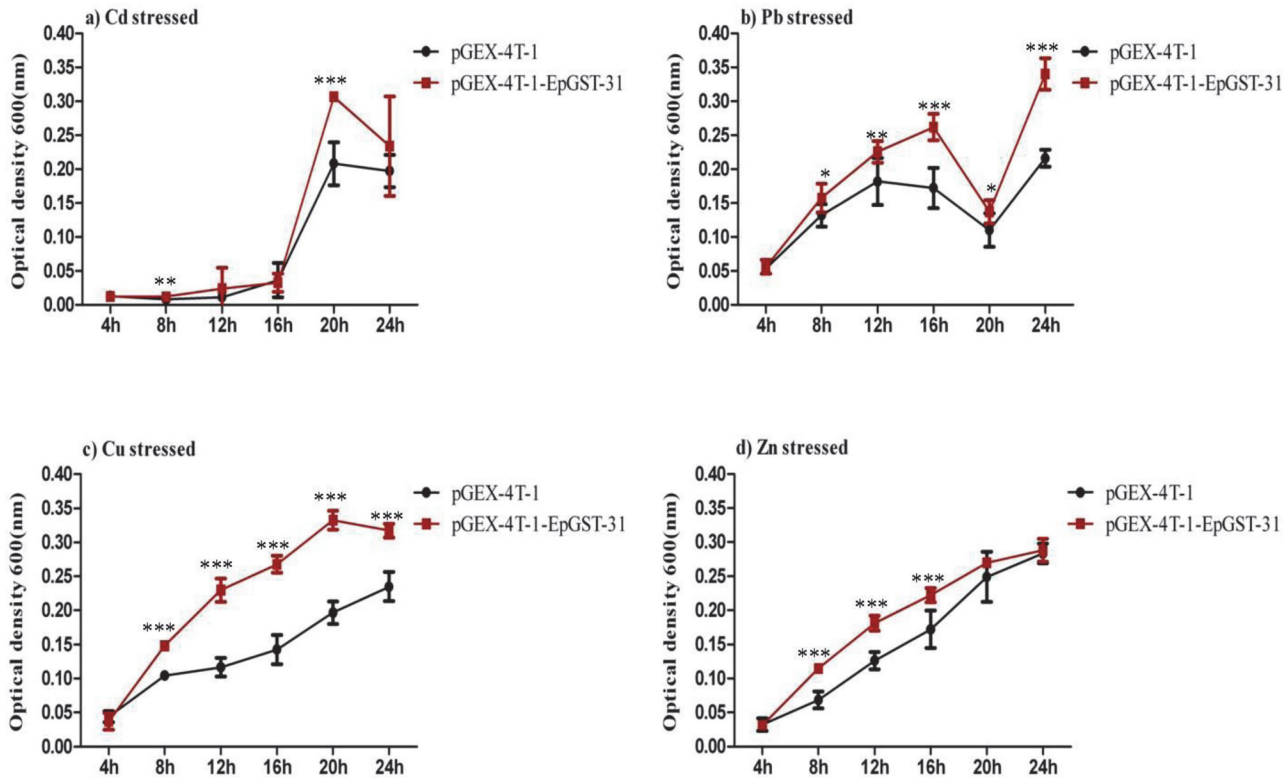 a) Cd stressed
Optical density 600(nm)
0.40
0.35
0.30
0.25
0.20
0.15
0.10
0.05
0.00
***
**
4h 8h 12h 16h 20h 24h
pGEX-4T-1
pGEX-4T-1-EpGST-31
b) Pb stressed
Optical density 600(nm)
0.40
0.35
0.30
0.25
0.20
0.15
0.10
0.05
0.00
***
***
**
*
*
4h 8h 12h 16h 20h 24h
pGEX-4T-1
pGEX-4T-1-EpGST-31
c) Cu stressed
Optical density 600(nm)
0.40
0.35
0.30
0.25
0.20
0.15
0.10
0.05
0.00
***
***
***
***
***
4h 8h 12h 16h 20h 24h
pGEX-4T-1
pGEX-4T-1-EpGST-31
d) Zn stressed
Optical density 600(nm)
0.40
0.35
0.30
0.25
0.20
0.15
0.10
0.05
0.00
***
***
***
4h 8h 12h 16h 20h 24h
pGEX-4T-1
pGEX-4T-1-EpGST-31